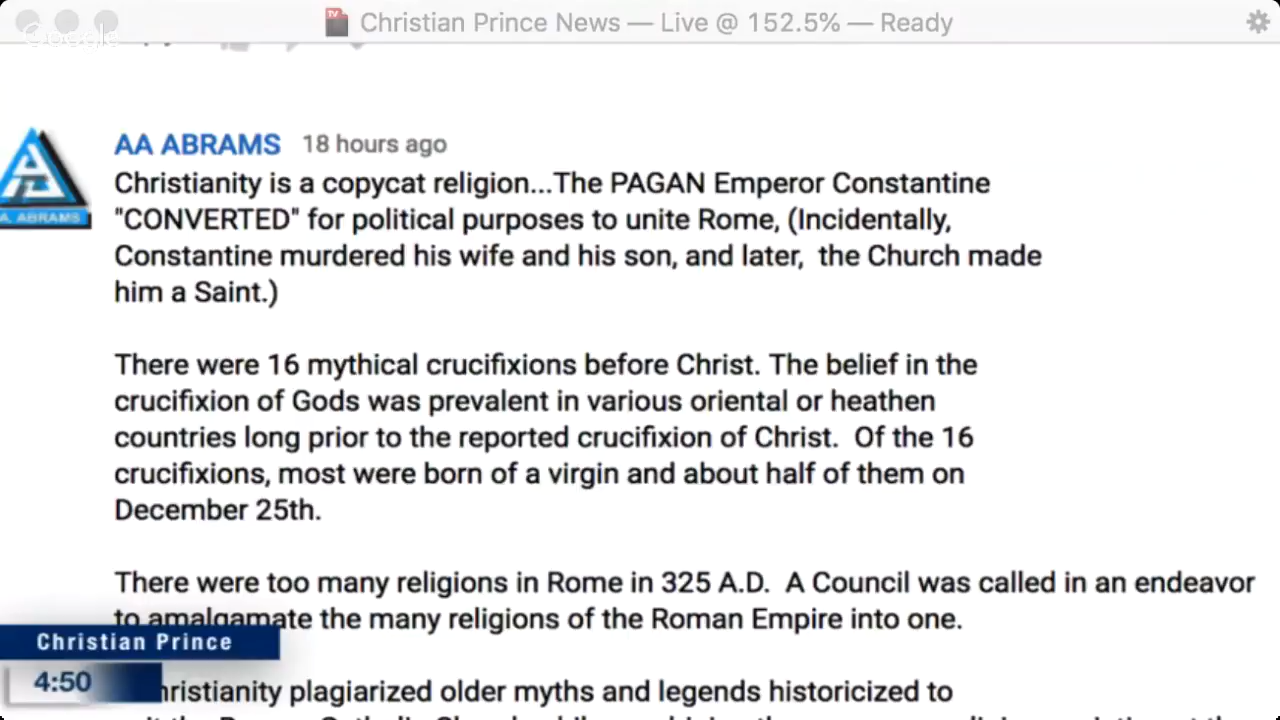 Christian Prince News — Live @ 152.5% — Ready
Google
AA ABRAMS 18 hours ago
A. ABRAMS
Christianity is a copycat religion...The PAGAN Emperor Constantine
"CONVERTED" for political purposes to unite Rome, (Incidentally,
Constantine murdered his wife and his son, and later, the Church made
him a Saint.)
There were 16 mythical crucifixions before Christ. The belief in the
crucifixion of Gods was prevalent in various oriental or heathen
countries long prior to the reported crucifixion of Christ. Of the 16
crucifixions, most were born of a virgin and about half of them on
December 25th.
There were too many religions in Rome in 325 A.D. A Council was called in an endeavor
to amalgamate the many religions of the Roman Empire into one.
Christian Prince
4:50
hristianity plagiarized older myths and legends historicized to